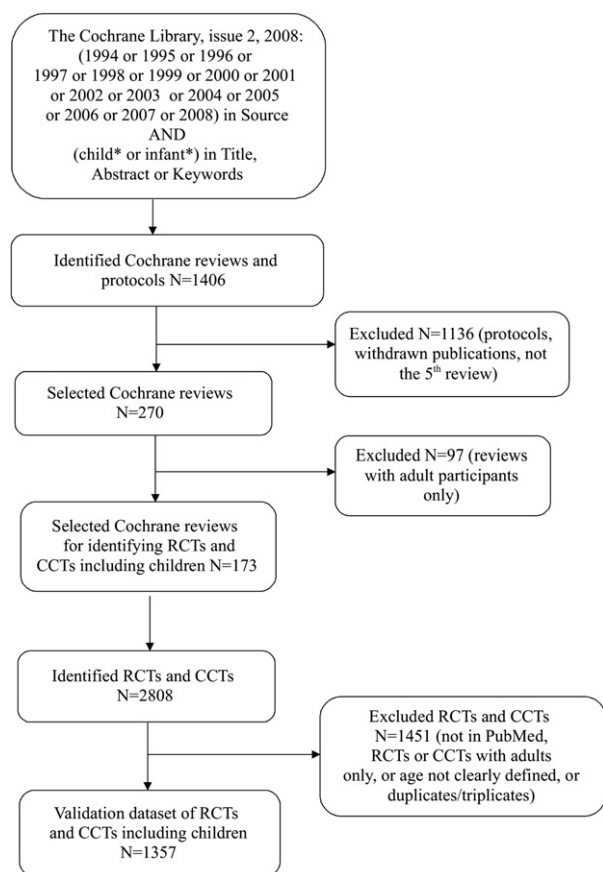 The Cochrane Library, issue 2, 2008:
(1994 or 1995 or 1996 or
1997 or 1998 or 1999 or 2000 or 2001
or 2002 or 2003 or 2004 or 2005
or 2006 or 2007 or 2008) in Source
AND
(child* or infant*) in Title,
Abstract or Keywords
Identified Cochrane reviews and
protocols N=1406
Excluded N=1136 (protocols,
withdrawn publications, not
the 5th review)
Selected Cochrane reviews
N=270
Excluded N=97 (reviews
with adult participants
only)
Selected Cochrane reviews
for identifying RCTs and
CCTs including children N=173
Identified RCTs and CCTs
N=2808
Excluded RCTs and CCTs
N=1451 (not in PubMed,
RCTs or CCTs with adults
only, or age not clearly defined, or
duplicates/triplicates)
Validation dataset of RCTs
and CCTs including children
N=1357